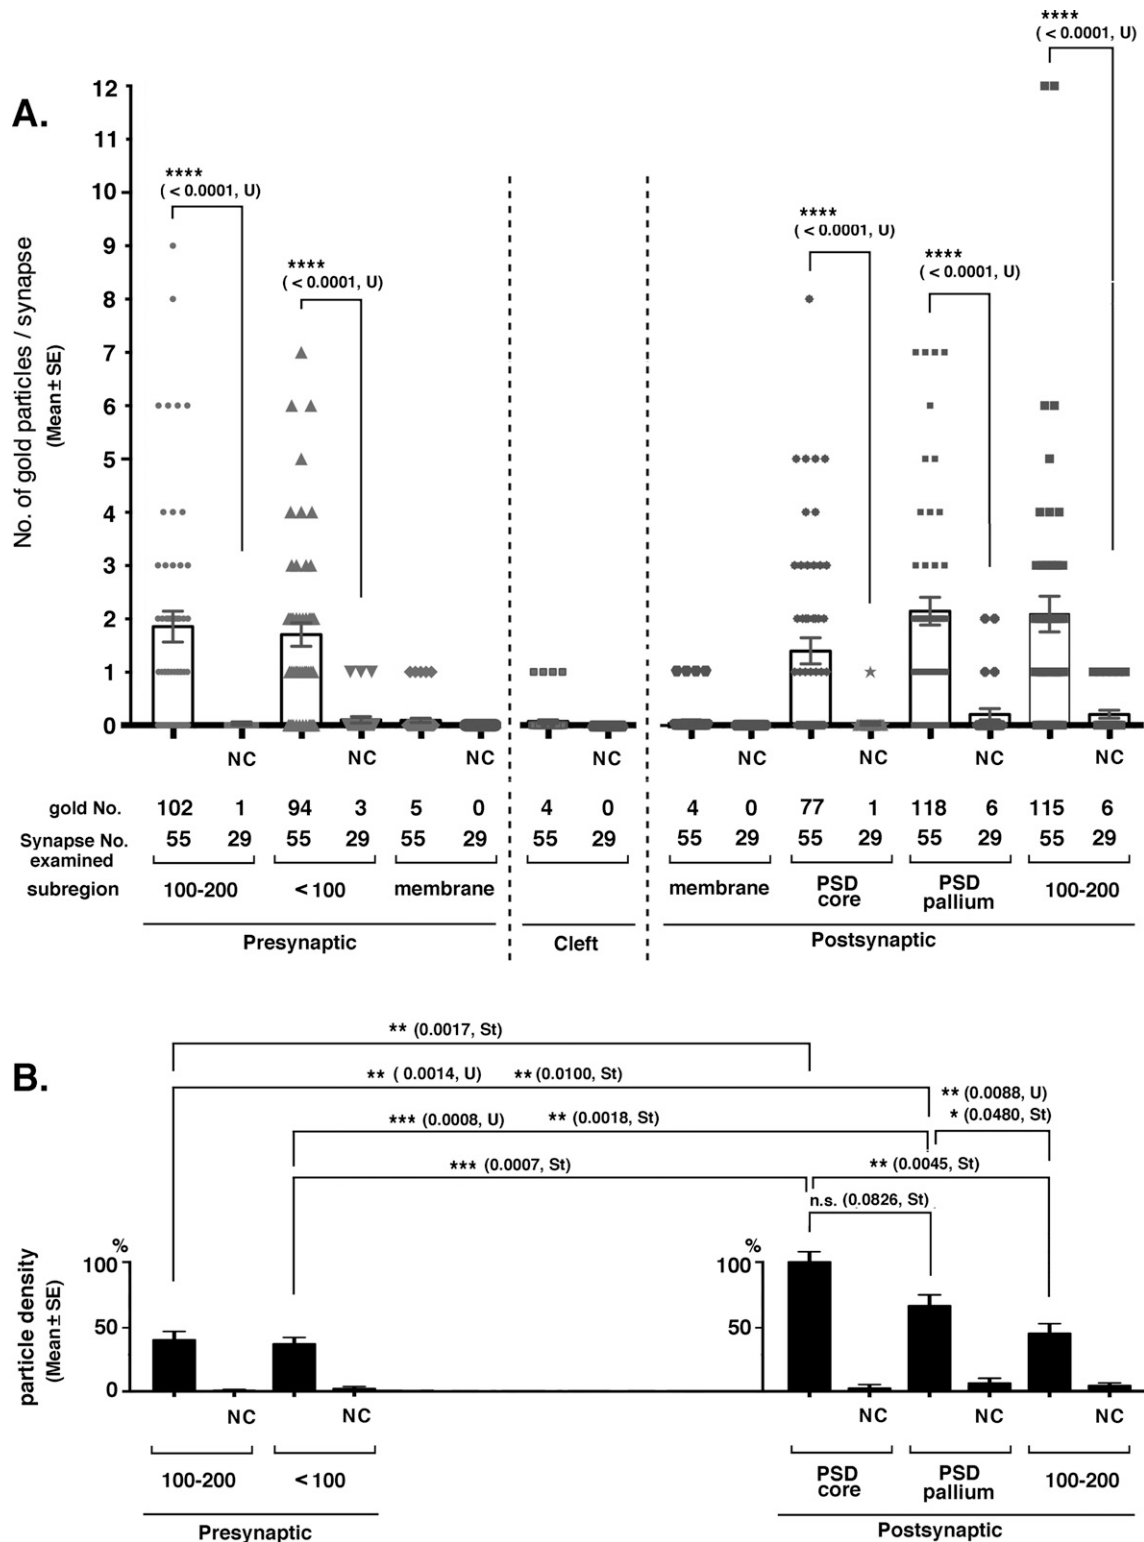 ****
( < 0.0001, U)
A.
12
11
10
9
8
7
6
5
4
3
2
1
0
No. of gold particles / synapse
(Mean ± SE)
****
( < 0.0001, U)
****
( < 0.0001, U)
****
( < 0.0001, U)
****
( < 0.0001, U)
NC NC NC NC NC NC NC NC
gold No. 102 1 94 3 5 0 4 0 4 0 77 1 118 6 115 6
Synapse No. 55 29 55 29 55 29 55 29 55 29 55 29 55 29 55 29
examined
subregion 100-200 < 100 membrane membrane PSD core PSD pallium 100-200
Presynaptic Cleft Postsynaptic
B.
** (0.0017, St)
** ( 0.0014, U) ** (0.0100, St)
** (0.0088, U)
*** (0.0008, U) ** (0.0018, St) * (0.0480, St)
*** (0.0007, St) ** (0.0045, St)
n.s. (0.0826, St)
% %
100 100
50 50
0 0
particle density
(Mean ± SE)
NC NC NC NC NC
100-200 < 100 PSD core PSD pallium 100-200
Presynaptic Postsynaptic